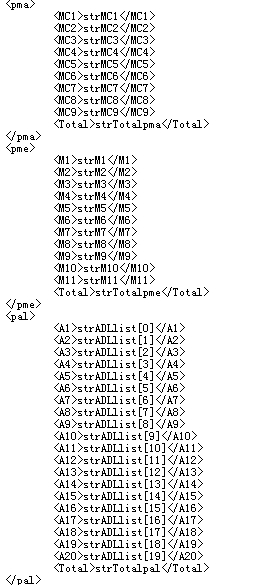 <pma>
<MC1>strMC1</MC1>
<MC2>strMC2</MC2>
<MC3>strMC3</MC3>
<MC4>strMC4</MC4>
<MC5>strMC5</MC5>
<MC6>strMC6</MC6>
<MC7>strMC7</MC7>
<MC8>strMC8</MC8>
<MC9>strMC9</MC9>
<Total>strTotalpma</Total>
</pma>
<pme>
<M1>strM1</M1>
<M2>strM2</M2>
<M3>strM3</M3>
<M4>strM4</M4>
<M5>strM5</M5>
<M6>strM6</M6>
<M7>strM7</M7>
<M8>strM8</M8>
<M9>strM9</M9>
<M10>strM10</M10>
<M11>strM11</M11>
<Total>strTotalpme</Total>
</pme>
<pal>
<A1>strADLlist[0]</A1>
<A2>strADLlist[1]</A2>
<A3>strADLlist[2]</A3>
<A4>strADLlist[3]</A4>
<A5>strADLlist[4]</A5>
<A6>strADLlist[5]</A6>
<A7>strADLlist[6]</A7>
<A8>strADLlist[7]</A8>
<A9>strADLlist[8]</A9>
<A10>strADLlist[9]</A10>
<A11>strADLlist[10]</A11>
<A12>strADLlist[11]</A12>
<A13>strADLlist[12]</A13>
<A14>strADLlist[13]</A14>
<A15>strADLlist[14]</A15>
<A16>strADLlist[15]</A16>
<A17>strADLlist[16]</A17>
<A18>strADLlist[17]</A18>
<A19>strADLlist[18]</A19>
<A20>strADLlist[19]</A20>
<Total>strTotalpal</Total>
</pal>